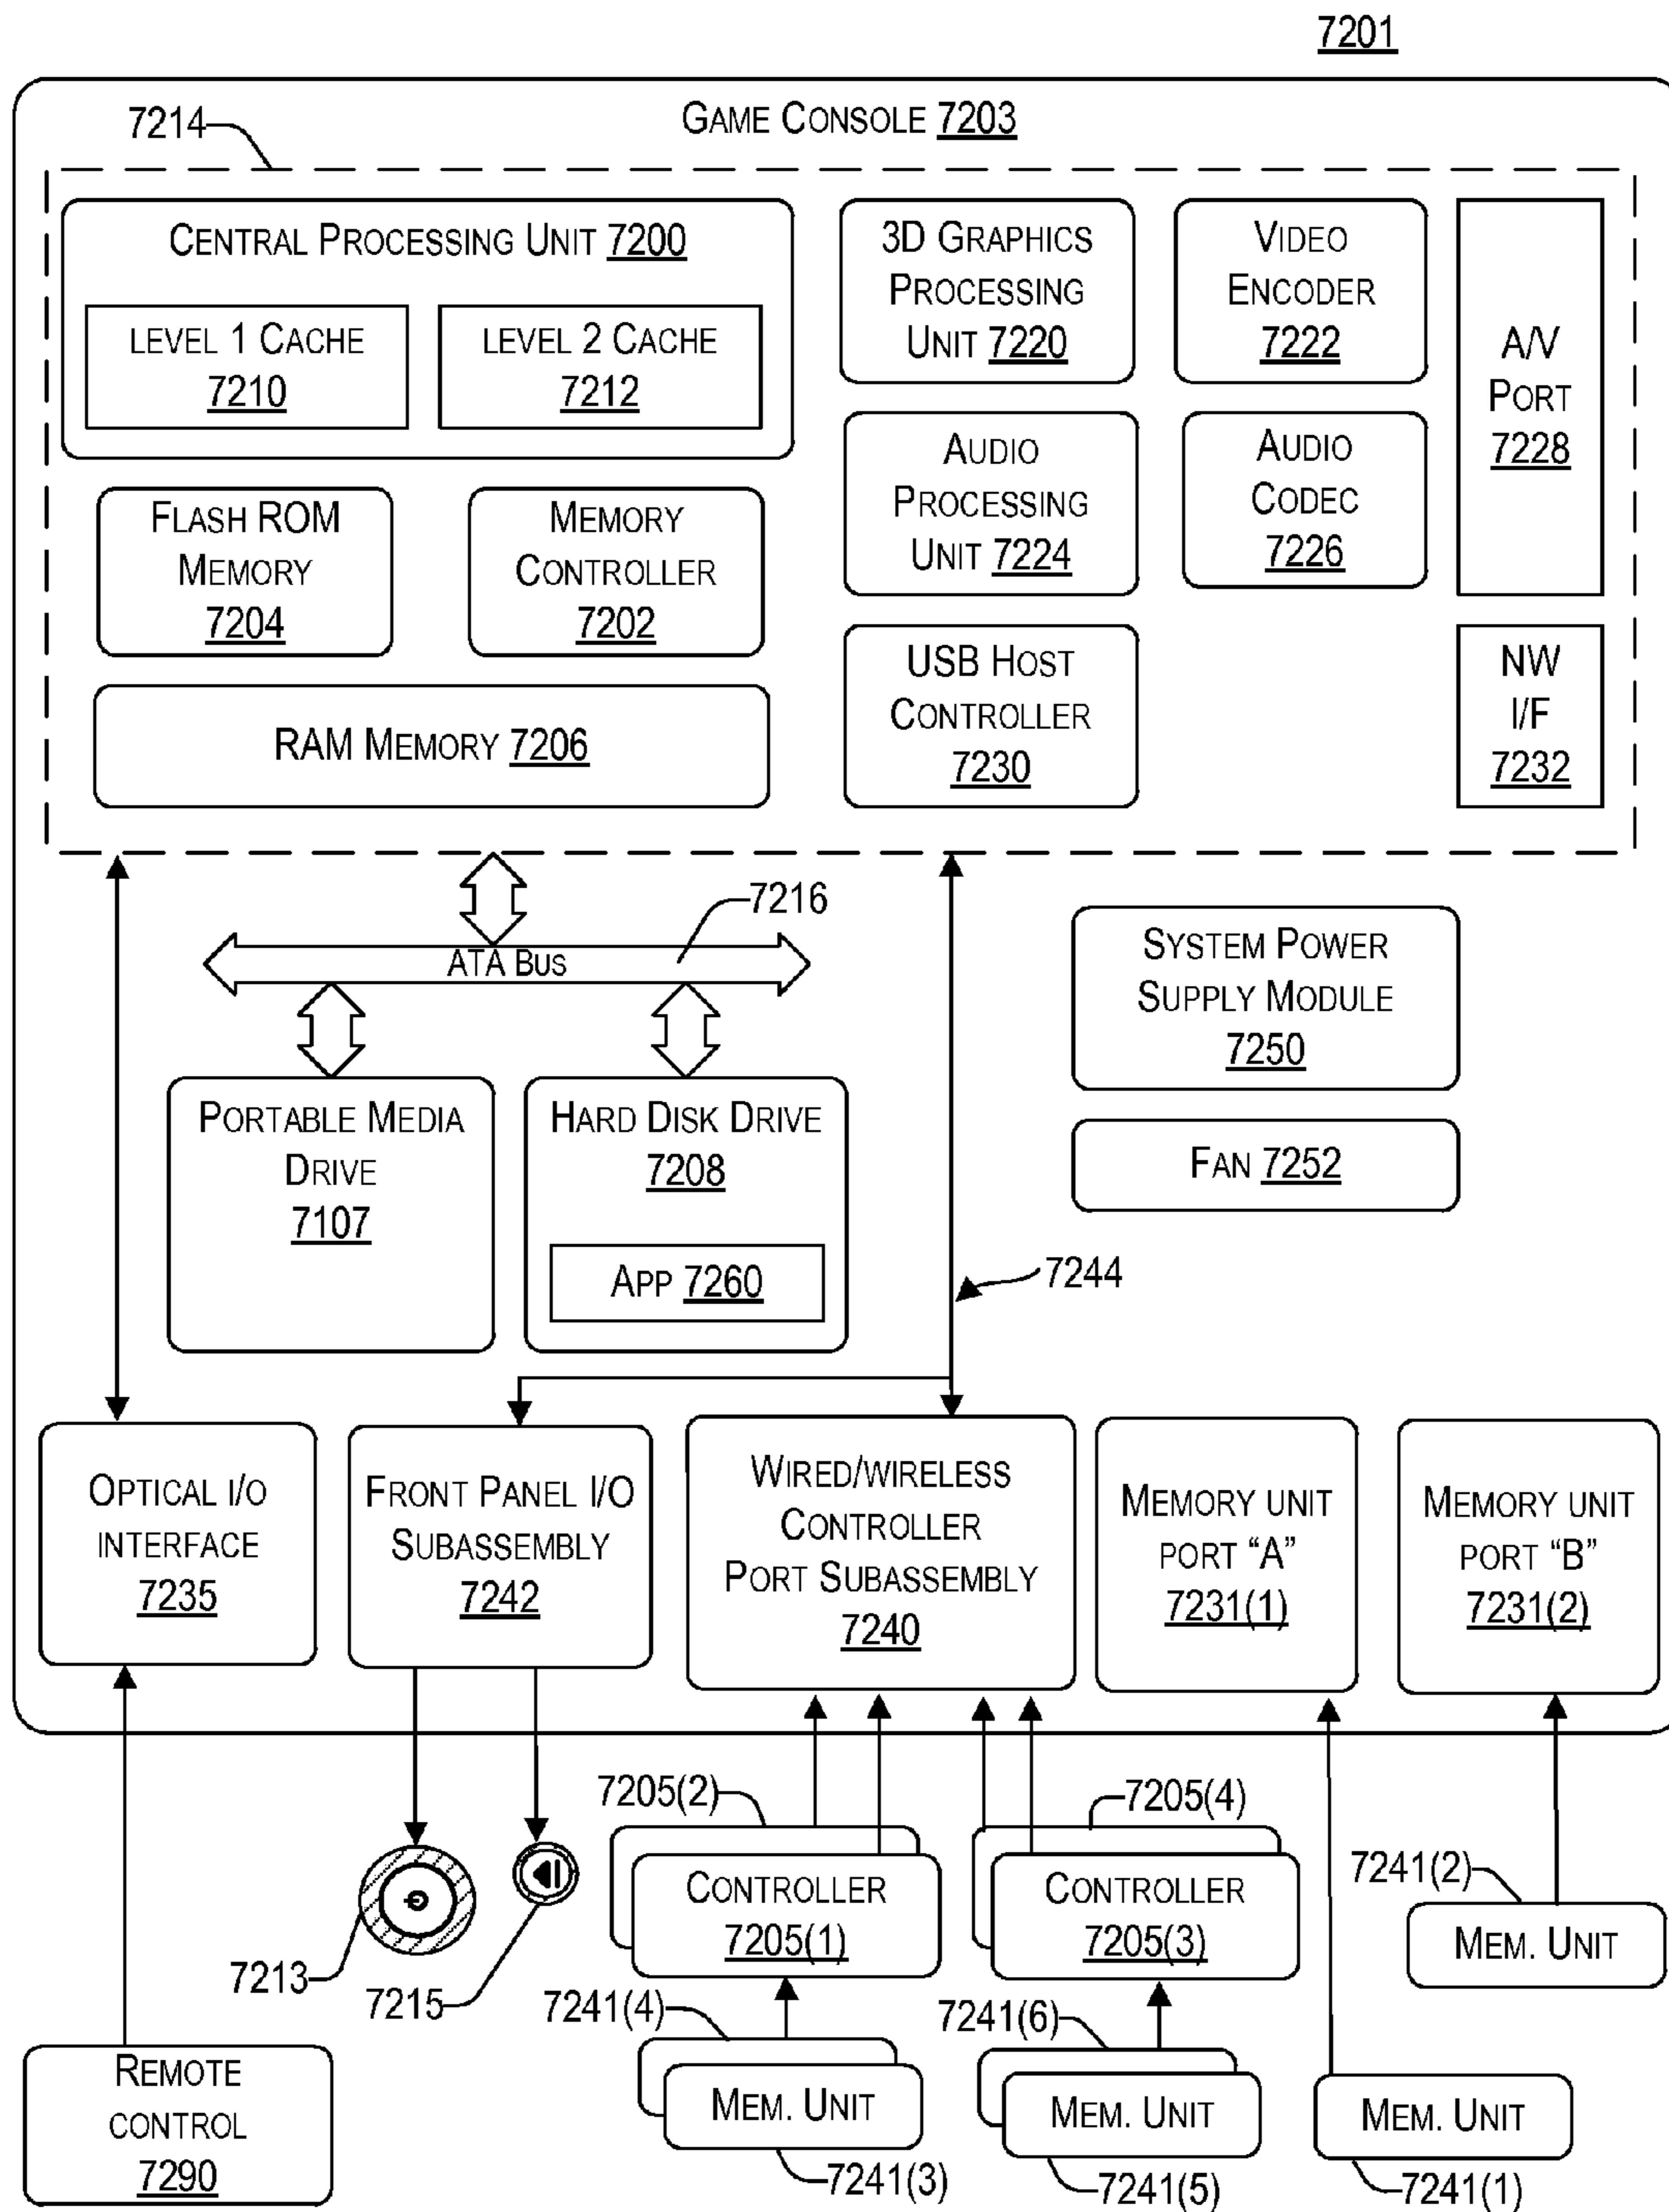 7201
GAME CONSOLE 7203
7214
CENTRAL PROCESSING UNIT 7200
LEVEL 1 CACHE
7210
LEVEL 2 CACHE
7212
3D GRAPHICS
PROCESSING
UNIT 7220
VIDEO
ENCODER
7222
A/V
PORT
7228
AUDIO
PROCESSING
UNIT 7224
AUDIO
CODEC
7226
FLASH ROM
MEMORY
7204
MEMORY
CONTROLLER
7202
USB HOST
CONTROLLER
7230
NW
I/F
7232
RAM MEMORY 7206
7216
ATA BUS
SYSTEM POWER
SUPPLY MODULE
7250
PORTABLE MEDIA
DRIVE
7107
HARD DISK DRIVE
7208
APP 7260
FAN 7252
7244
OPTICAL I/O
INTERFACE
7235
FRONT PANEL I/O
SUBASSEMBLY
7242
WIRED/WIRELESS
CONTROLLER
PORT SUBASSEMBLY
7240
MEMORY UNIT
PORT “A”
7231(1)
MEMORY UNIT
PORT “B”
7231(2)
7205(2)
7205(4)
CONTROLLER
7205(1)
CONTROLLER
7205(3)
7241(2)
MEM. UNIT
7213
7215
7241(4)
7241(6)
REMOTE
CONTROL
7290
MEM. UNIT
7241(3)
MEM. UNIT
7241(5)
MEM. UNIT
7241(1)